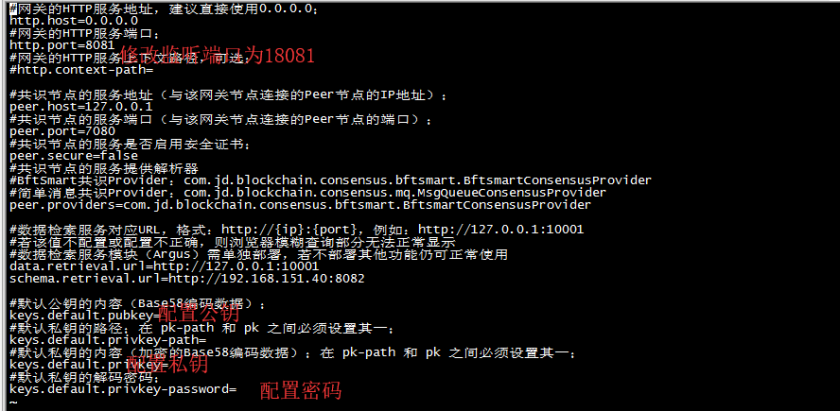 #网关的HTTP服务地址，建议直接使用0.0.0.0；
http.host=0.0.0.0
#网关的HTTP服务端口；
http.port=8081
修改监听端口为18081
#网关的HTTP服务上下文路径，可选；
#http.context-path=
#共识节点的服务地址（与该网关节点连接的Peer节点的IP地址）；
peer.host=127.0.0.1
#共识节点的服务端口（与该网关节点连接的Peer节点的端口）；
peer.port=7080
#共识节点的服务是否启用安全证书；
peer.secure=false
#共识节点的服务提供解析器
#BftSmart共识Provider：com.jd.blockchain.consensus.bftsmart.BftsmartConsensusProvider
#简单消息共识Provider：com.jd.blockchain.consensus.mq.MsgQueueConsensusProvider
peer.providers=com.jd.blockchain.consensus.bftsmart.BftsmartConsensusProvider
#数据检索服务对应URL，格式：http://{ip}:{port}，例如：http://127.0.0.1:10001
#若该值不配置或配置不正确，则浏览器模糊查询部分无法正常显示
#数据检索服务模块（Argus）需单独部署，若不部署其他功能仍可正常使用
data.retrieval.url=http://127.0.0.1:10001
schema.retrieval.url=http://192.168.151.40:8082
#默认公钥的内容（Base58编码数据）；
keys.default.pubkey=配置公钥
#默认私钥的路径；在 pk-path 和 pk 之间必须设置其一；
keys.default.privkey-path=
#默认私钥的内容（加密的Base58编码数据）；在 pk-path 和 pk 之间必须设置其一；
keys.default.privkey=配置私钥
#默认私钥的解码密码；
keys.default.privkey-password= 配置密码
~